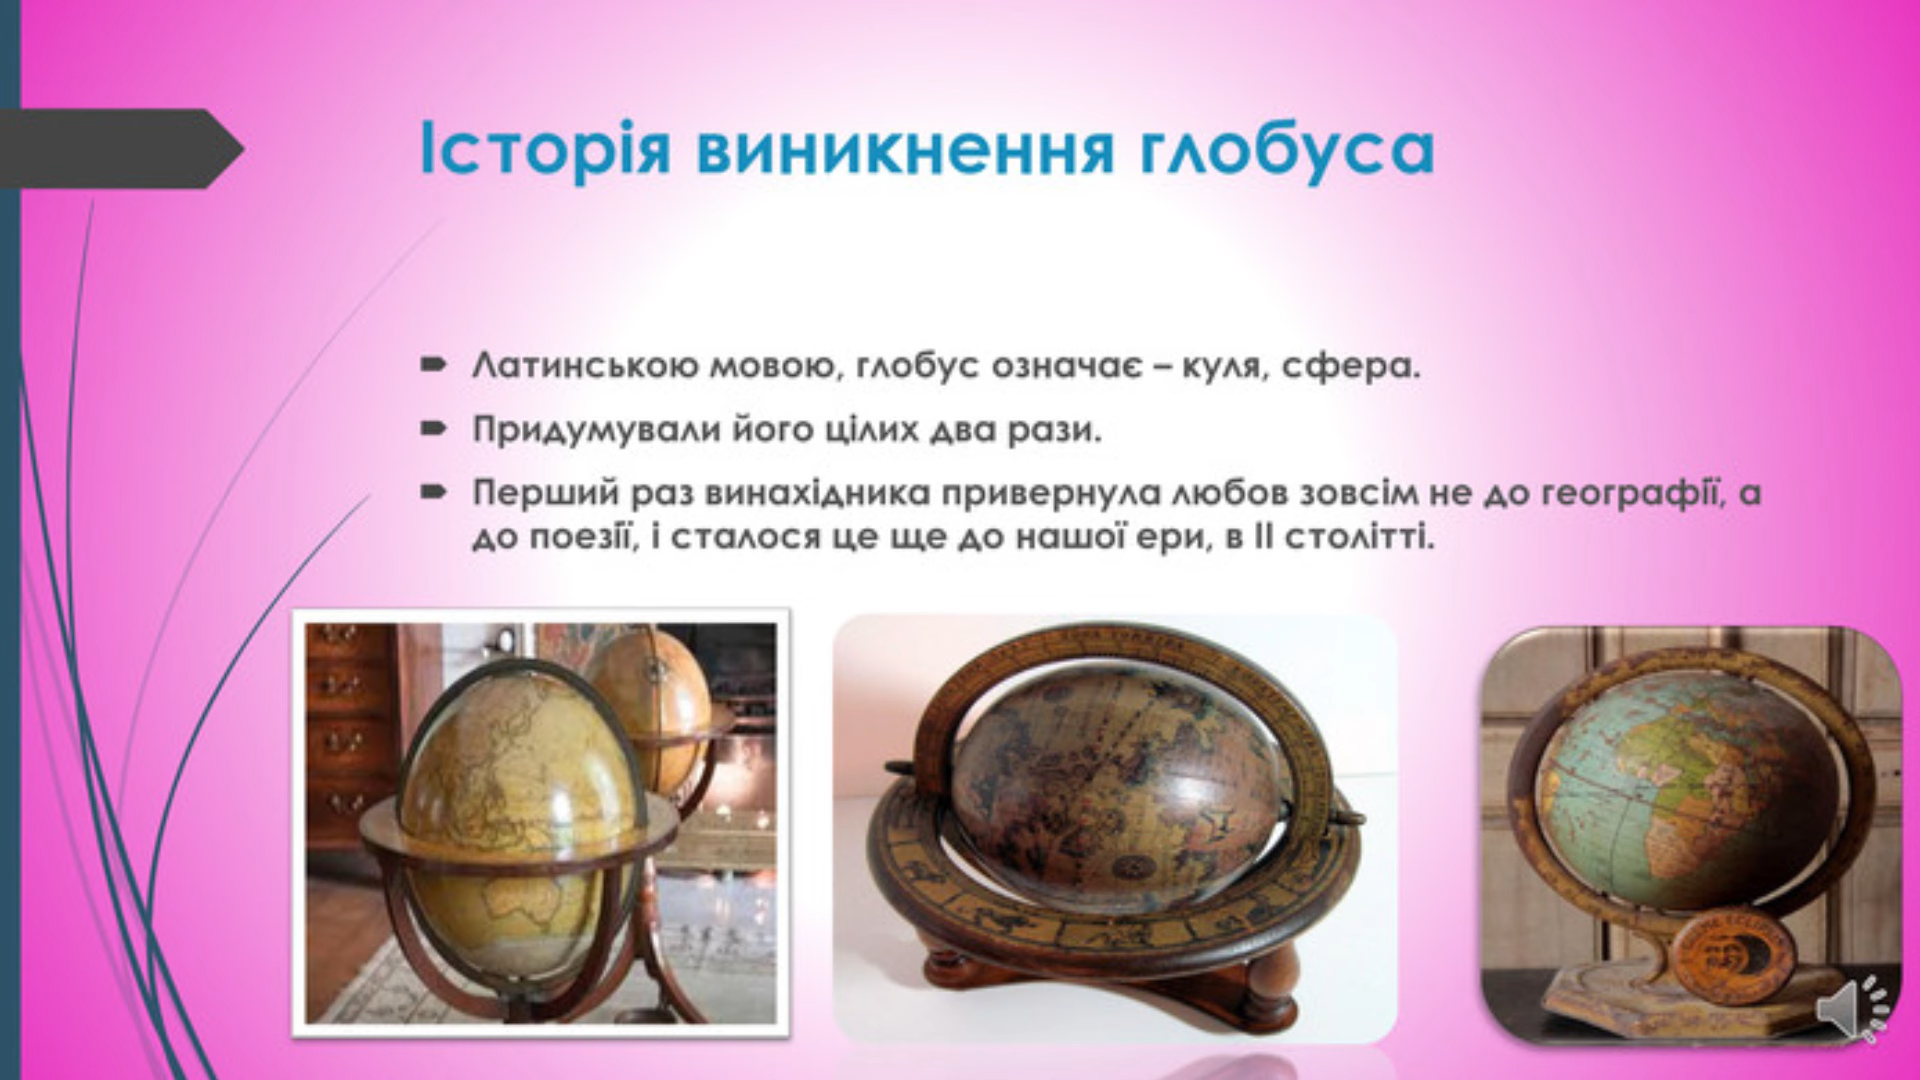 Історія виникнення глобуса
Латинською мовою, глобус означає – куля, сфера.
Придумували його цілих два рази.
Перший раз винахідника привернула любов зовсім не до географії, а
до поезії, і сталося це ще до нашої ери, в II столітті.